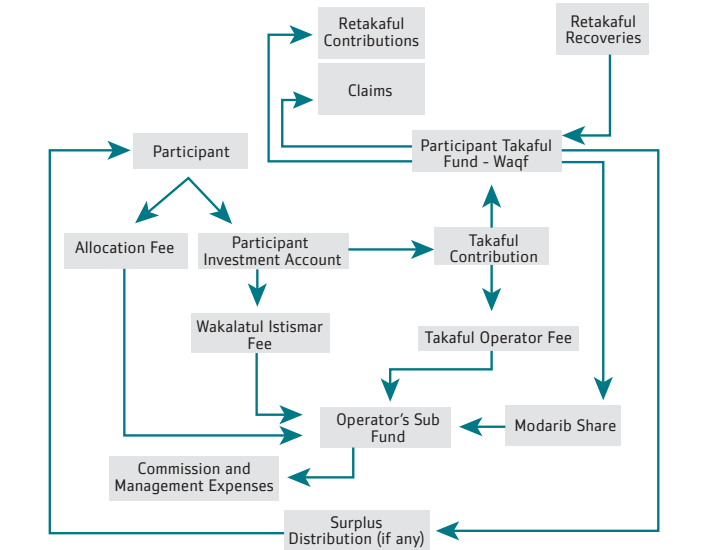 Retakaful
Contributions
Retakaful
Recoveries
Claims
Participant
Participant Takaful
Fund - Waqf
Allocation Fee
Participant
Investment Account
Takaful
Contribution
Wakalatul Istismar
Fee
Takaful Operator Fee
Operator's Sub
Fund
Modarib Share
Commission and
Management Expenses
Surplus
Distribution (if any)